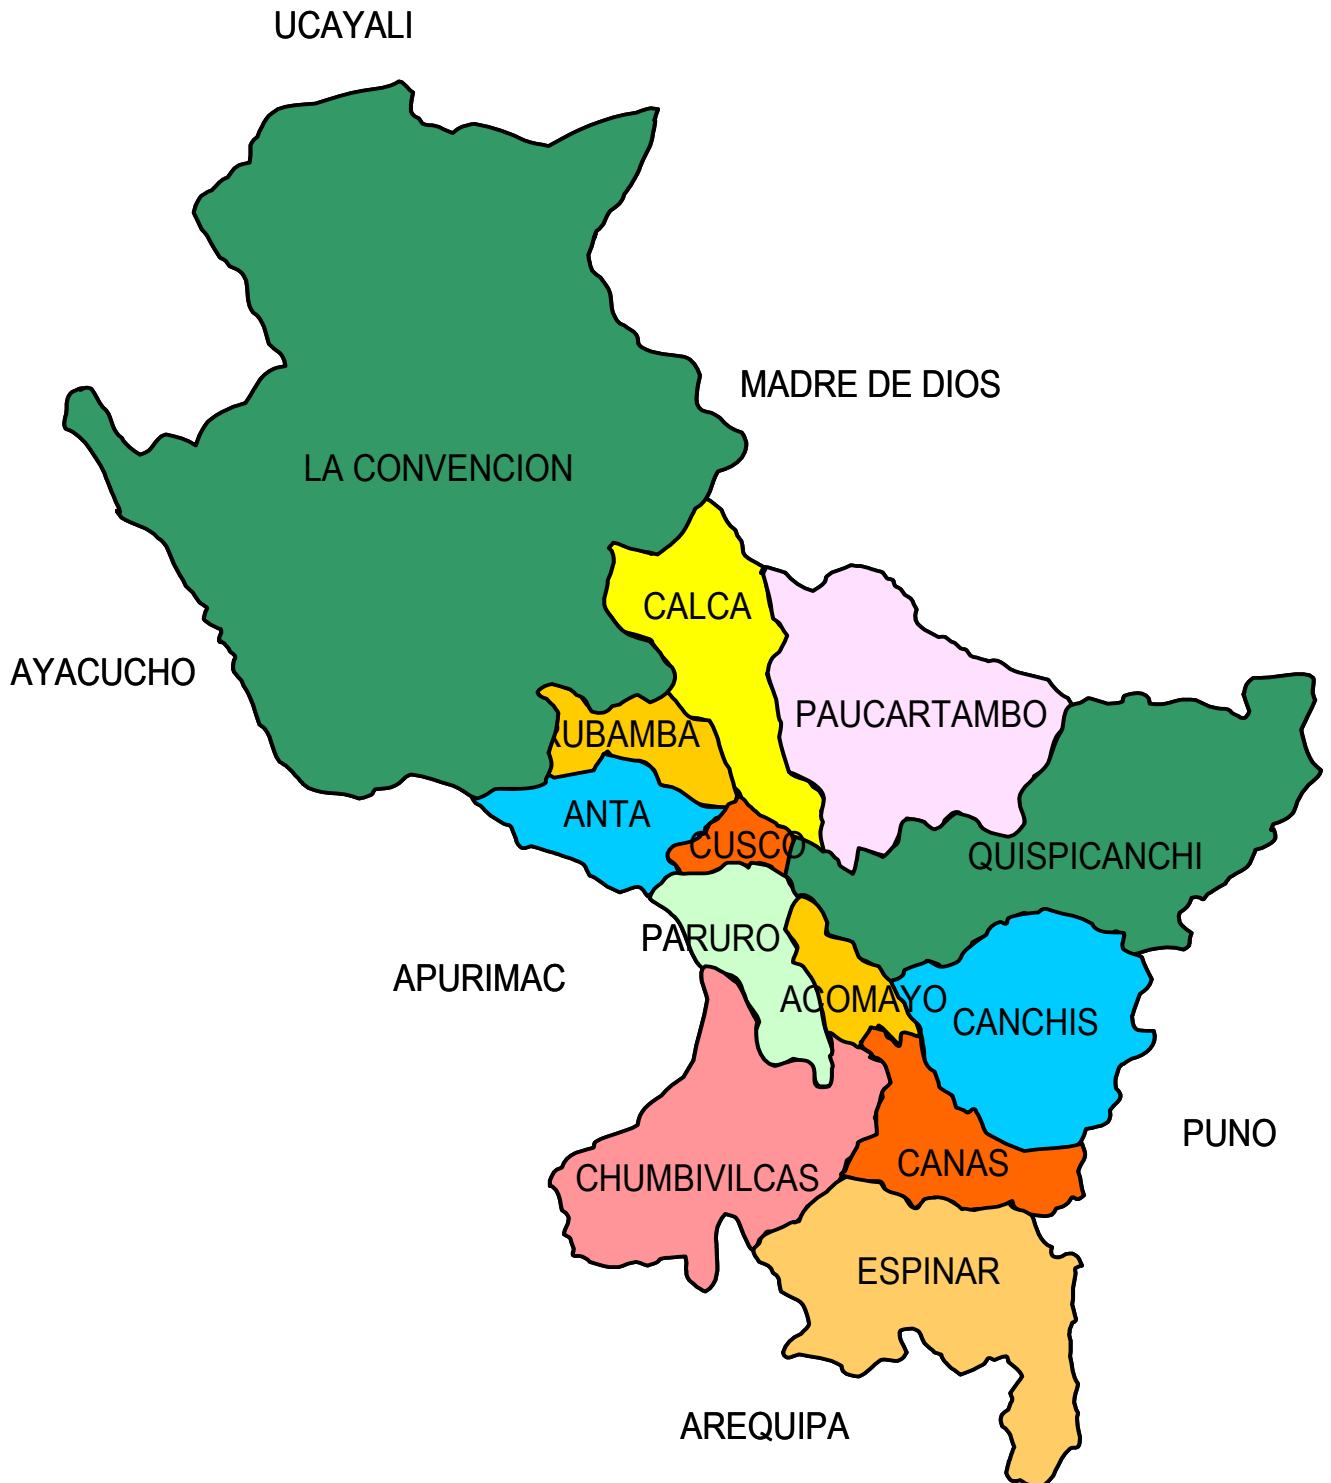 UCAYALI
MADRE DE DIOS
LA CONVENCION
CALCA
AYACUCHO
PAUCARTAMBO
UBAMBA
ANTA
CUSCO
QUISPICANCHI
PARURO
APURIMAC
ACOMAYO
CANCHIS
PUNO
CANAS
CHUMBIVILCAS
ESPINAR
AREQUIPA